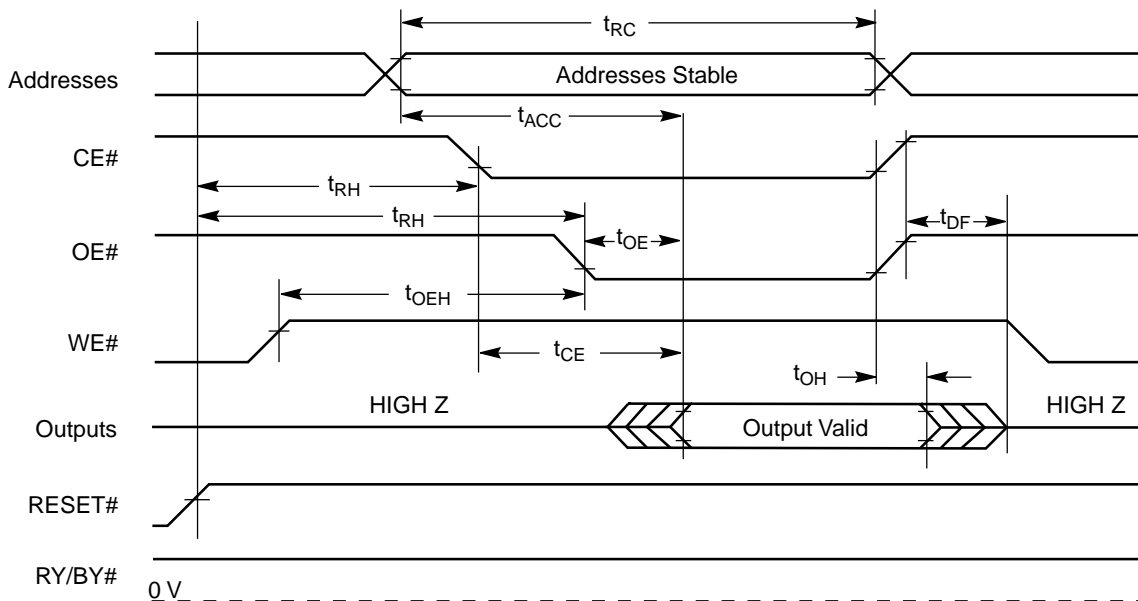 tRC
Addresses
Addresses Stable
tACC
CE#
tRH
tRH
tDF
OE#
tOE
tOEH
WE#
tCE
tOH
HIGH Z
HIGH Z
Outputs
Output Valid
RESET#
RY/BY#
0 V